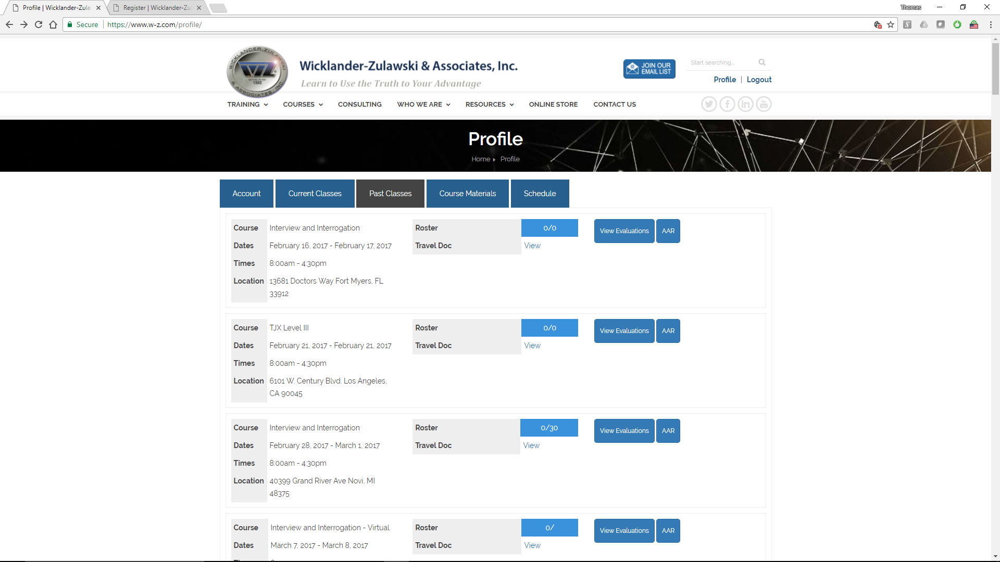 Profile | Wicklander-Zula
Register | Wicklander-Zul
Thomas
Secure
https://www.w-z.com/profile/
WICKLANDER-ZULAWSKI
WZ
ESTABLISHED
1982
& ASSOCIATES, INC.
Wicklander-Zulawski & Associates, Inc.
Learn to Use the Truth to Your Advantage
JOIN OUR
EMAIL LIST
Start searching...
Profile | Logout
TRAINING COURSES CONSULTING WHO WE ARE RESOURCES ONLINE STORE CONTACT US
Profile
Home Profile
Account Current Classes Past Classes Course Materials Schedule
Course Interview and Interrogation Roster 0/0 View Evaluations AAR
Dates February 16, 2017 - February 17, 2017 Travel Doc View
Times 8:00am - 4:30pm
Location 13681 Doctors Way Fort Myers, FL
33912
Course TJX Level III Roster 0/0 View Evaluations AAR
Dates February 21, 2017 - February 21, 2017 Travel Doc View
Times 8:00am - 4:30pm
Location 6101 W. Century Blvd. Los Angeles,
CA 90045
Course Interview and Interrogation Roster 0/30 View Evaluations AAR
Dates February 28, 2017 - March 1, 2017 Travel Doc View
Times 8:00am - 4:30pm
Location 40399 Grand River Ave Novi, MI
48375
Course Interview and Interrogation - Virtual Roster 0/ View Evaluations AAR
Dates March 7, 2017 - March 8, 2017 Travel Doc View